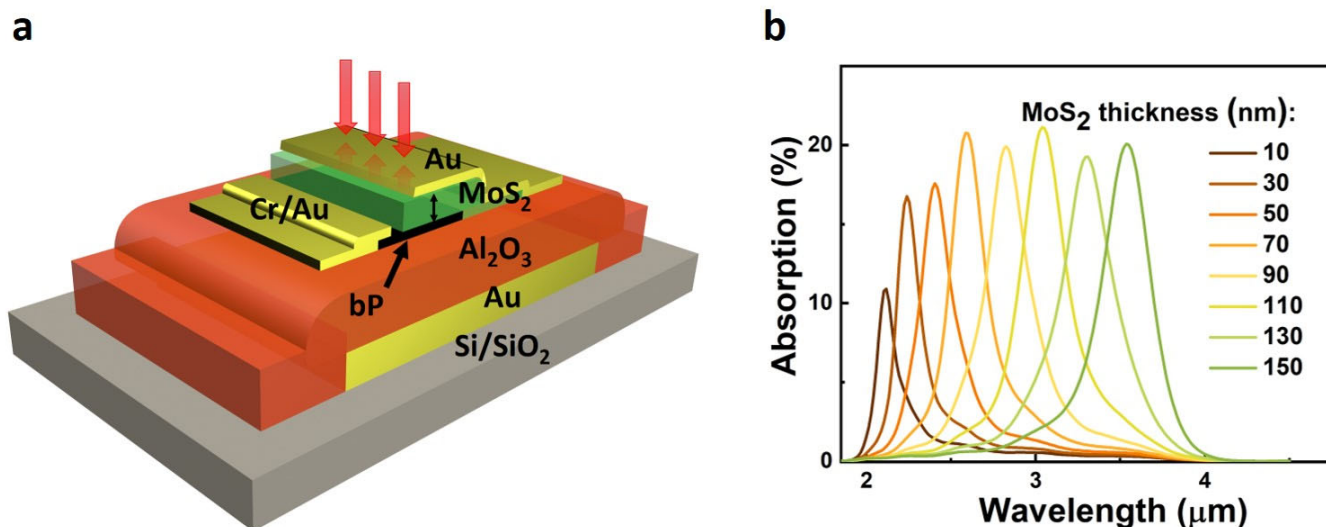 a
Au
MoS₂
Cr/Au
Al₂O₃
bP
Au
Si/SiO₂
b
MoS₂ thickness (nm):
10
30
50
70
90
110
130
150
Absorption (%)
20
10
0
2
3
4
Wavelength (μm)